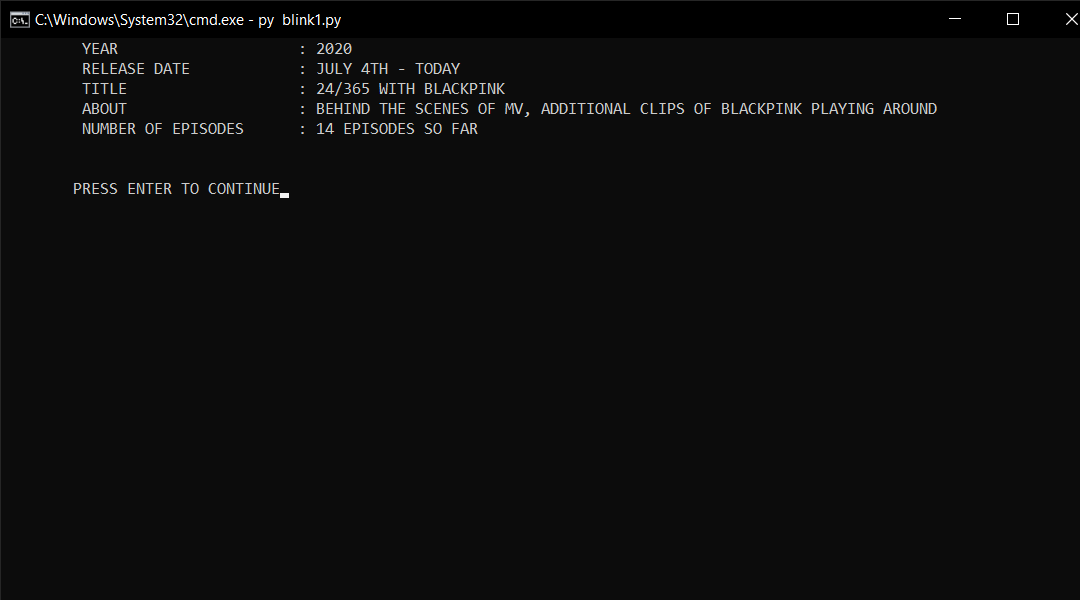 C:\Windows\System32\cmd.exe - py  blink1.py
YEAR : 2020
RELEASE DATE : JULY 4TH - TODAY
TITLE : 24/365 WITH BLACKPINK
ABOUT : BEHIND THE SCENES OF MV, ADDITIONAL CLIPS OF BLACKPINK PLAYING AROUND
NUMBER OF EPISODES : 14 EPISODES SO FAR
PRESS ENTER TO CONTINUE